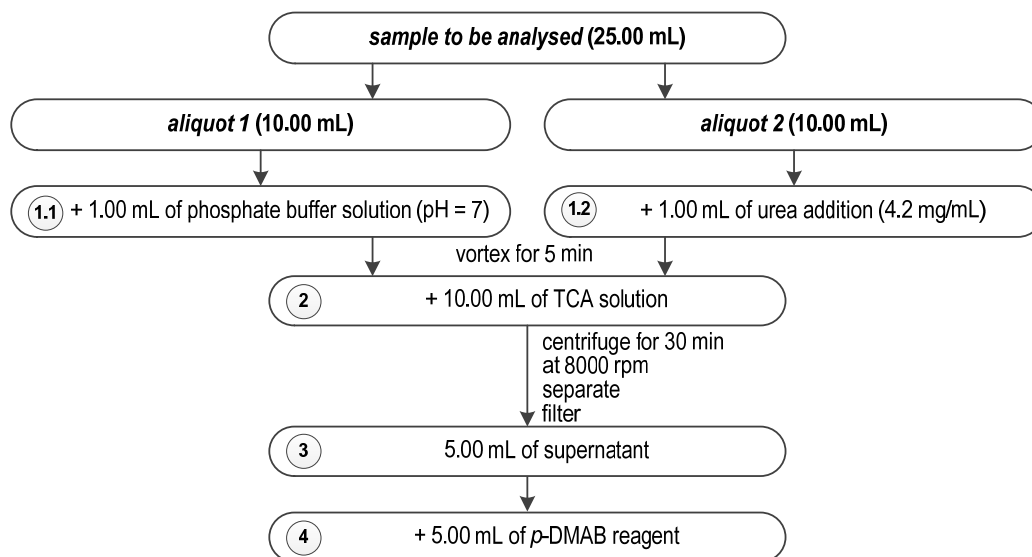 sample to be analysed (25.00 mL)
aliquot 1 (10.00 mL)
aliquot 2 (10.00 mL)
1.1 + 1.00 mL of phosphate buffer solution (pH = 7)
1.2 + 1.00 mL of urea addition (4.2 mg/mL)
vortex for 5 min
2 + 10.00 mL of TCA solution
centrifuge for 30 min
at 8000 rpm
separate
filter
3 5.00 mL of supernatant
4 + 5.00 mL of p-DMAB reagent